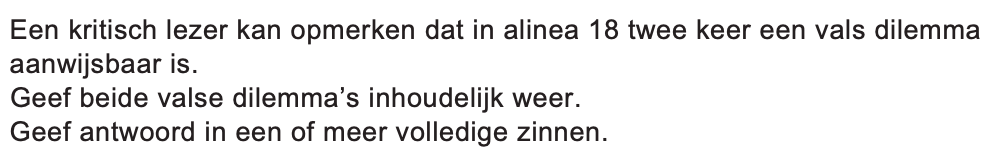 Een kritisch lezer kan opmerken dat in alinea 18 twee keer een vals dilemma
aanwijsbaar is.
Geef beide valse dilemma’s inhoudelijk weer.
Geef antwoord in een of meer volledige zinnen.